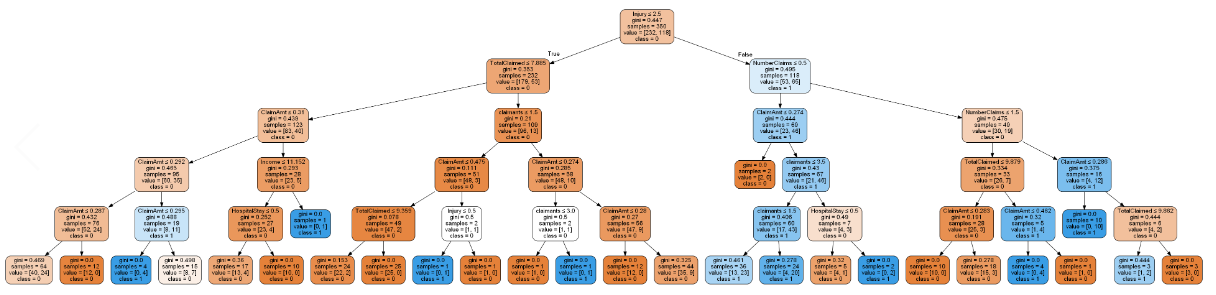 Injury ≤ 2.5
gini = 0.447
samples = 350
value = [232, 118]
class = 0
True
False
TotalClaimed ≤ 7.885
gini = 0.353
samples = 232
value = [179, 53]
class = 0
NumberClaims ≤ 0.5
gini = 0.495
samples = 118
value = [53, 65]
class = 1
ClaimAmt ≤ 0.31
gini = 0.439
samples = 123
value = [83, 40]
class = 0
claimants ≤ 1.5
gini = 0.21
samples = 109
value = [96, 13]
class = 0
ClaimAmt ≤ 0.274
gini = 0.444
samples = 69
value = [23, 46]
class = 1
NumberClaims ≤ 1.5
gini = 0.475
samples = 49
value = [30, 19]
class = 0
ClaimAmt ≤ 0.292
gini = 0.465
samples = 95
value = [60, 35]
class = 0
Income ≤ 11.152
gini = 0.293
samples = 28
value = [23, 5]
class = 0
ClaimAmt ≤ 0.475
gini = 0.111
samples = 51
value = [48, 3]
class = 0
ClaimAmt ≤ 0.274
gini = 0.285
samples = 58
value = [48, 10]
class = 0
gini = 0.0
samples = 2
value = [2, 0]
class = 0
claimants ≤ 3.5
gini = 0.43
samples = 67
value = [21, 46]
class = 1
TotalClaimed ≤ 9.879
gini = 0.334
samples = 33
value = [26, 7]
class = 0
ClaimAmt ≤ 9.288
gini = 0.375
samples = 16
value = [4, 12]
class = 1
ClaimAmt ≤ 0.287
gini = 0.432
samples = 76
value = [52, 24]
class = 0
ClaimAmt ≤ 0.295
gini = 0.488
samples = 19
value = [8, 11]
class = 1
HospitalStay ≤ 0.5
gini = 0.252
samples = 27
value = [23, 4]
class = 0
gini = 0.0
samples = 1
value = [0, 1]
class = 1
TotalClaimed ≤ 9.359
gini = 0.078
samples = 49
value = [47, 2]
class = 0
Injury ≤ 0.5
gini = 0.5
samples = 2
value = [1, 1]
class = 0
claimants ≤ 3.0
gini = 0.5
samples = 2
value = [1, 1]
class = 0
ClaimAmt ≤ 0.28
gini = 0.27
samples = 56
value = [47, 9]
class = 0
claimants ≤ 1.5
gini = 0.406
samples = 60
value = [17, 43]
class = 1
HospitalStay ≤ 0.5
gini = 0.49
samples = 7
value = [4, 3]
class = 0
ClaimAmt ≤ 0.283
gini = 0.191
samples = 28
value = [25, 3]
class = 0
ClaimAmt ≤ 0.482
gini = 0.32
samples = 5
value = [1, 4]
class = 1
gini = 0.0
samples = 10
value = [0, 10]
class = 1
TotalClaimed ≤ 9.862
gini = 0.444
samples = 6
value = [4, 2]
class = 0
gini = 0.469
samples = 64
value = [40, 24]
class = 0
gini = 0.0
samples = 12
value = [12, 0]
class = 0
gini = 0.0
samples = 4
value = [0, 4]
class = 1
gini = 0.498
samples = 15
value = [8, 7]
class = 0
gini = 0.36
samples = 17
value = [13, 4]
class = 0
gini = 0.0
samples = 10
value = [10, 0]
class = 0
gini = 0.153
samples = 24
value = [22, 2]
class = 0
gini = 0.0
samples = 25
value = [25, 0]
class = 0
gini = 0.0
samples = 1
value = [0, 1]
class = 1
gini = 0.0
samples = 1
value = [1, 0]
class = 0
gini = 0.0
samples = 1
value = [1, 0]
class = 0
gini = 0.0
samples = 1
value = [0, 1]
class = 1
gini = 0.0
samples = 12
value = [12, 0]
class = 0
gini = 0.325
samples = 44
value = [35, 9]
class = 0
gini = 0.461
samples = 36
value = [13, 23]
class = 1
gini = 0.278
samples = 24
value = [4, 20]
class = 1
gini = 0.32
samples = 5
value = [4, 1]
class = 0
gini = 0.0
samples = 2
value = [0, 2]
class = 1
gini = 0.0
samples = 10
value = [10, 0]
class = 0
gini = 0.278
samples = 18
value = [15, 3]
class = 0
gini = 0.0
samples = 4
value = [0, 4]
class = 1
gini = 0.0
samples = 1
value = [1, 0]
class = 0
gini = 0.444
samples = 3
value = [1, 2]
class = 1
gini = 0.0
samples = 3
value = [3, 0]
class = 0